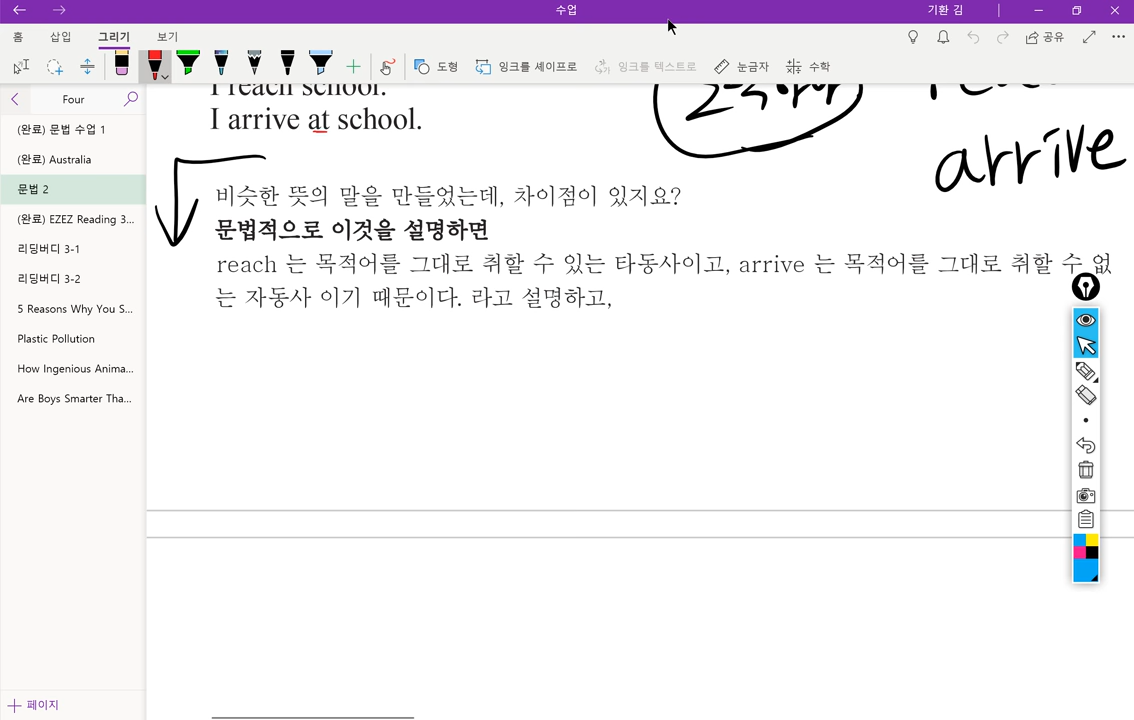 수업
기환 김
홈 삽입 그리기 보기
공유
도형 잉크를 셰이프로 잉크를 텍스트로 눈금자 수학
Four
(완료) 문법 수업 1
(완료) Australia
문법 2
(완료) EZEZ Reading 3...
리딩버디 3-1
리딩버디 3-2
5 Reasons Why You S...
Plastic Pollution
How Ingenious Anima...
Are Boys Smarter Tha...
페이지
I reach school.
I arrive at school.
arrive
비슷한 뜻의 말을 만들었는데, 차이점이 있지요?
문법적으로 이것을 설명하면
reach 는 목적어를 그대로 취할 수 있는 타동사이고, arrive 는 목적어를 그대로 취할 수 없
는 자동사 이기 때문이다. 라고 설명하고,